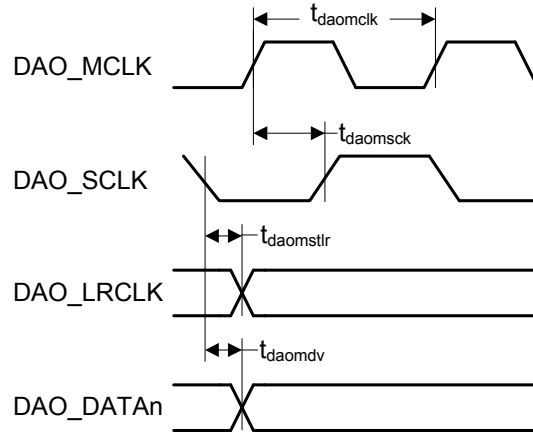 t_daomclk
DAO_MCLK
t_daomsck
DAO_SCLK
t_daomstlr
DAO_LRCLK
t_daomdv
DAO_DATAn